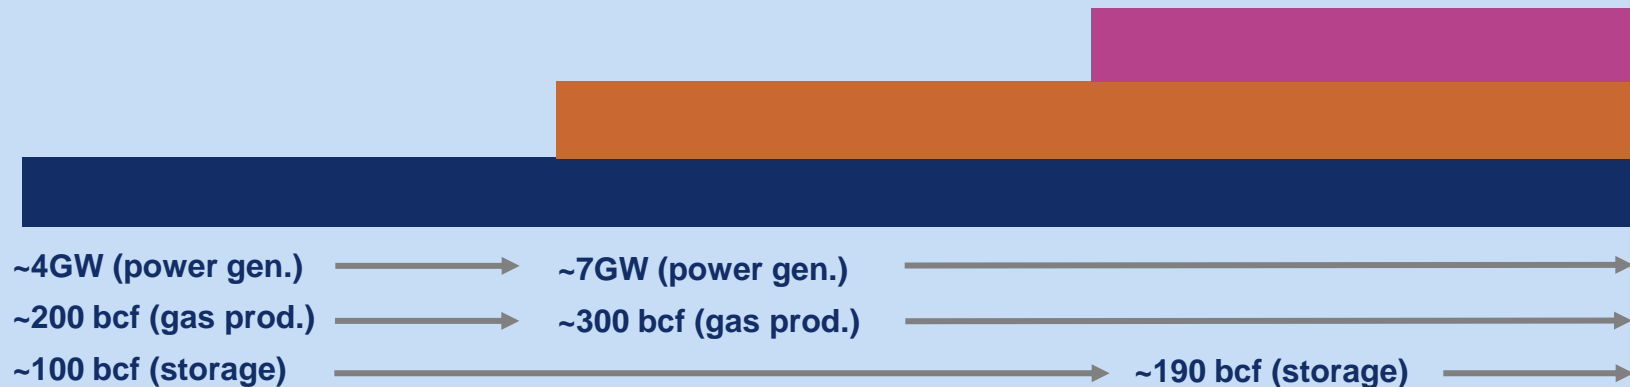 ~4GW (power gen.) ~7GW (power gen.)
~200 bcf (gas prod.) ~300 bcf (gas prod.)
~100 bcf (storage) ~190 bcf (storage)